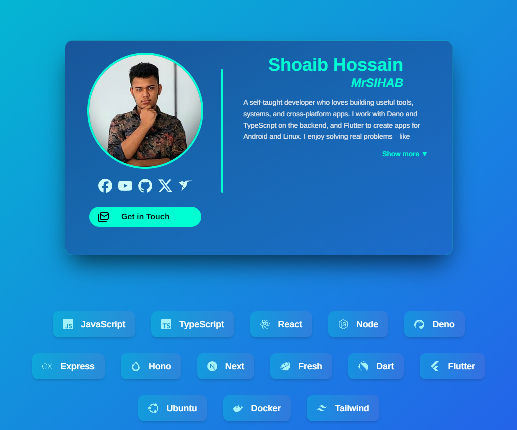 Shoaib Hossain
MrSIHAB
A self-taught developer who loves building useful tools,
systems, and cross-platform apps. I work with Deno and
TypeScript on the backend, and Flutter to create apps for
Android and Linux. I enjoy solving real problems like
Show more ▼
Get in Touch
JS JavaScript
TS TypeScript
React
Node
Deno
Express
Hono
N Next
Fresh
Dart
Flutter
Ubuntu
Docker
Tailwind